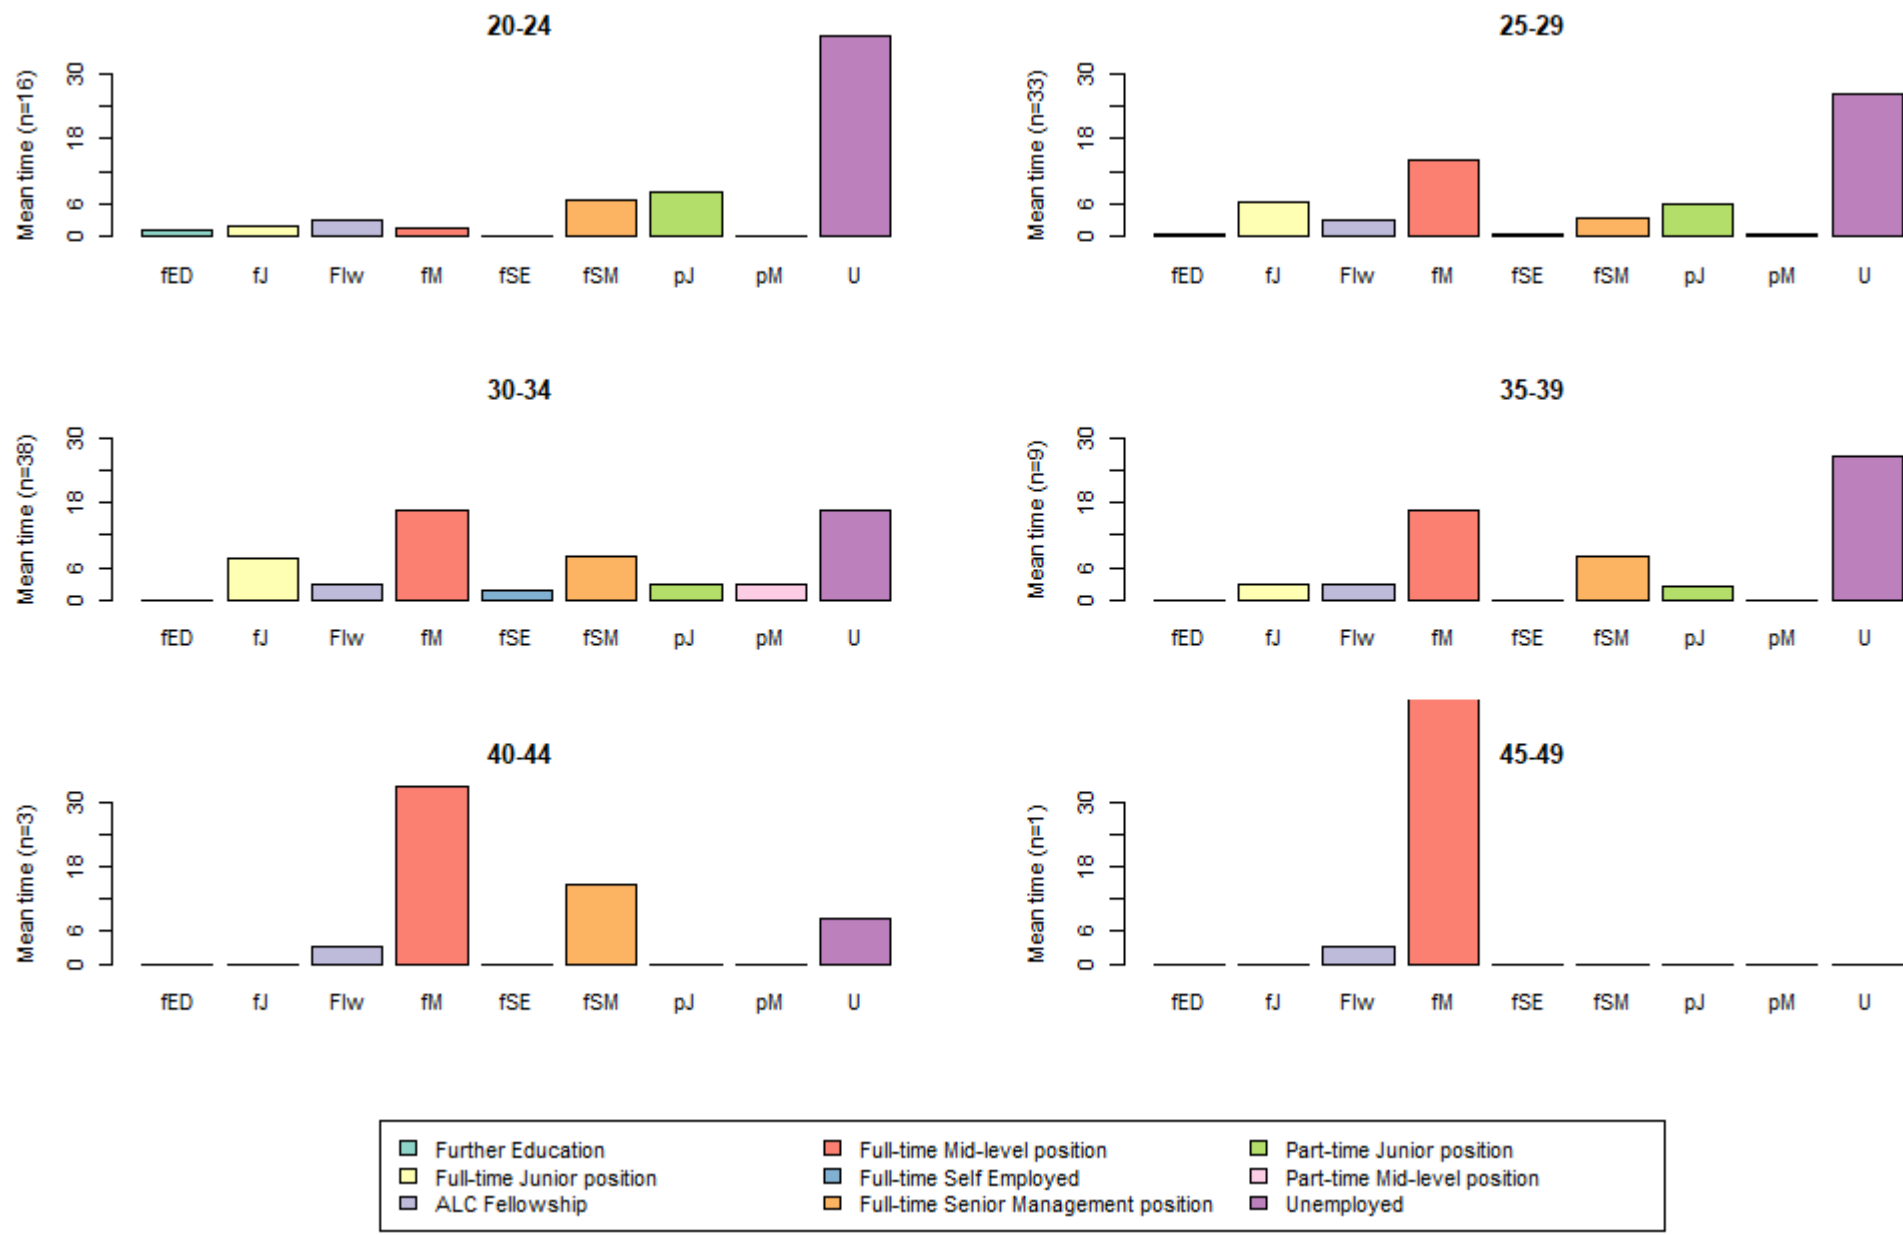 20-24
Mean time (n=16)
30
18
6
0
fED fJ Flw fM fSE fSM pJ pM U
25-29
Mean time (n=33)
30
18
6
0
fED fJ Flw fM fSE fSM pJ pM U
30-34
Mean time (n=38)
30
18
6
0
fED fJ Flw fM fSE fSM pJ pM U
35-39
Mean time (n=9)
30
18
6
0
fED fJ Flw fM fSE fSM pJ pM U
40-44
Mean time (n=3)
30
18
6
0
fED fJ Flw fM fSE fSM pJ pM U
45-49
Mean time (n=1)
30
18
6
0
fED fJ Flw fM fSE fSM pJ pM U
Further Education
Full-time Junior position
ALC Fellowship
Full-time Mid-level position
Full-time Self Employed
Full-time Senior Management position
Part-time Junior position
Part-time Mid-level position
Unemployed